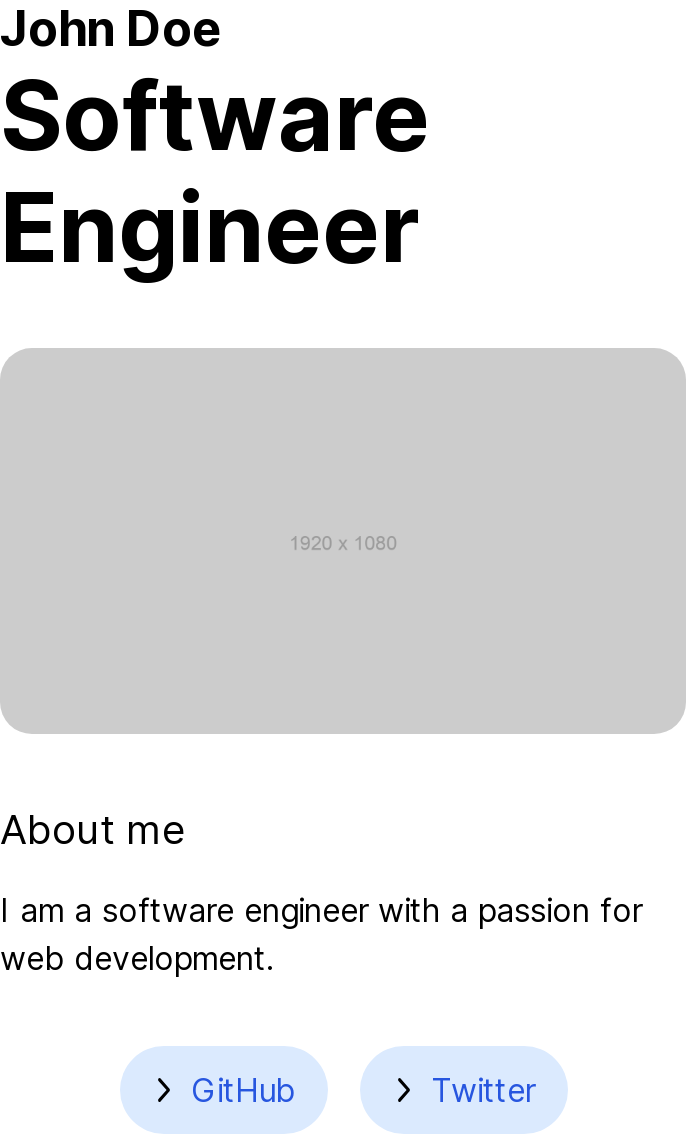 John Doe
Software
Engineer
1920 x 1080
About me
I am a software engineer with a passion for
web development.
GitHub
Twitter